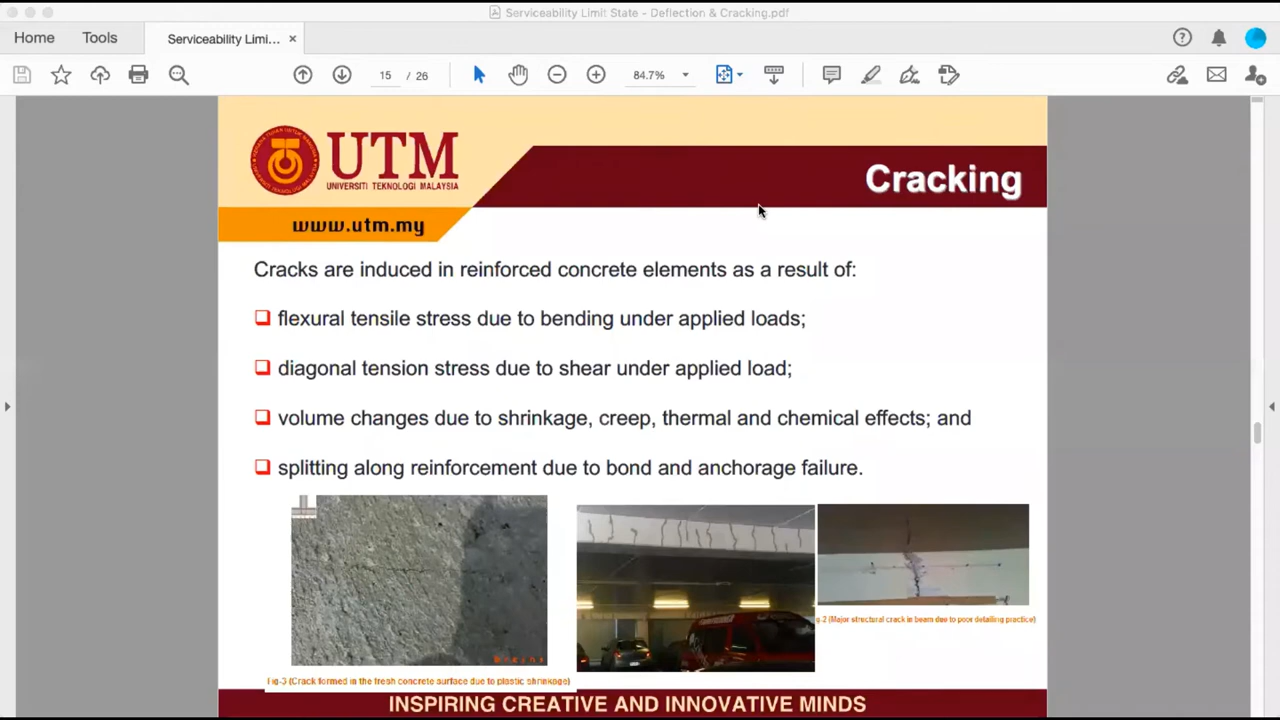 Serviceability Limit State - Deflection & Cracking.pdf
Home
Tools
Serviceability Limi...
15 / 26
84.7%
UTM
UNIVERSITI TEKNOLOGI MALAYSIA
Cracking
www.utm.my
Cracks are induced in reinforced concrete elements as a result of:
flexural tensile stress due to bending under applied loads;
diagonal tension stress due to shear under applied load;
volume changes due to shrinkage, creep, thermal and chemical effects; and
splitting along reinforcement due to bond and anchorage failure.
(Major structural crack in beam due to poor detailing practice)
Fig-3 (Crack formed in the fresh concrete surface due to plastic shrinkage)
INSPIRING CREATIVE AND INNOVATIVE MINDS